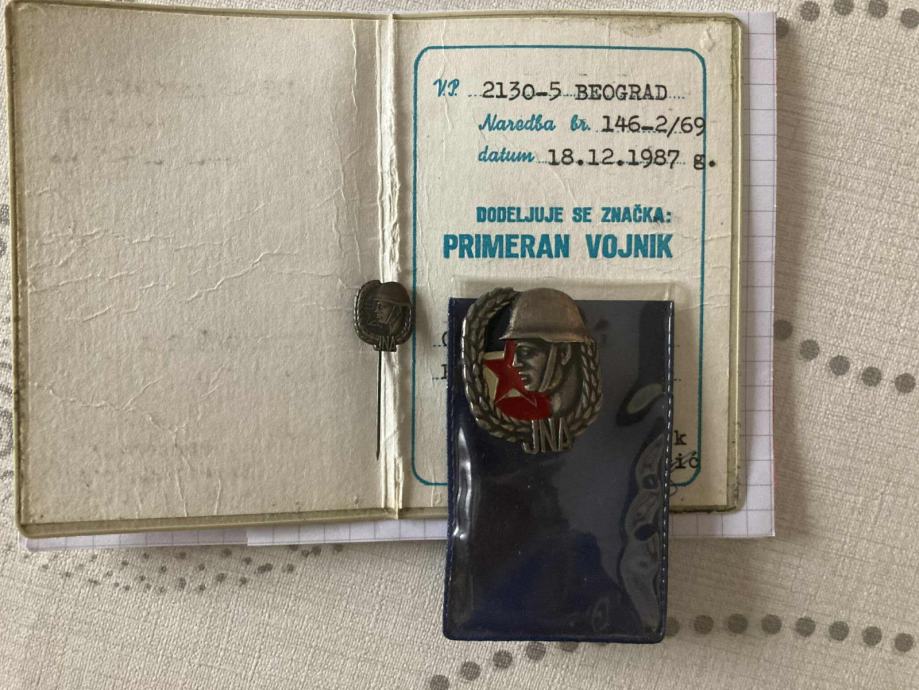 V.P. 2130-5 BEOGRAD
Naredba br. 146-2/69
datum 18.12.1987 g.
DODELJUJE SE ZNAČKA:
PRIMERAN VOJNIK
JNA
JNA
k
ić